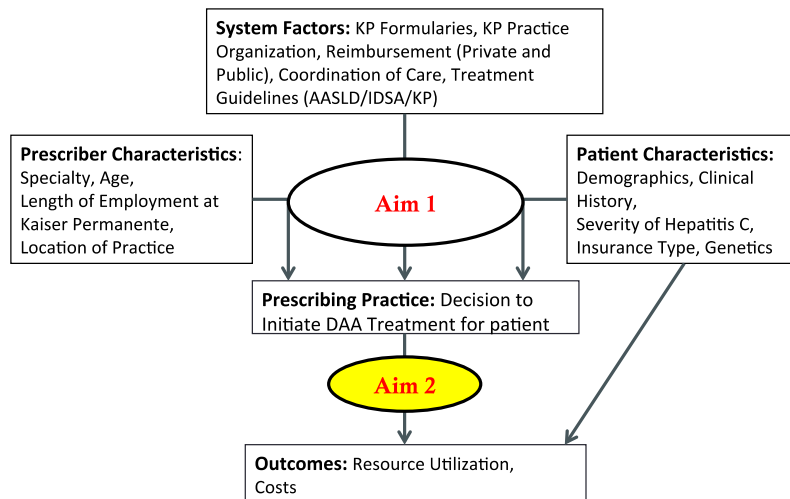 System Factors: KP Formularies, KP Practice
Organization, Reimbursement (Private and
Public), Coordination of Care, Treatment
Guidelines (AASLD/IDSA/KP)
Prescriber Characteristics:
Specialty, Age,
Length of Employment at
Kaiser Permanente,
Location of Practice
Aim 1
Patient Characteristics:
Demographics, Clinical
History,
Severity of Hepatitis C,
Insurance Type, Genetics
Prescribing Practice: Decision to
Initiate DAA Treatment for patient
Aim 2
Outcomes: Resource Utilization,
Costs